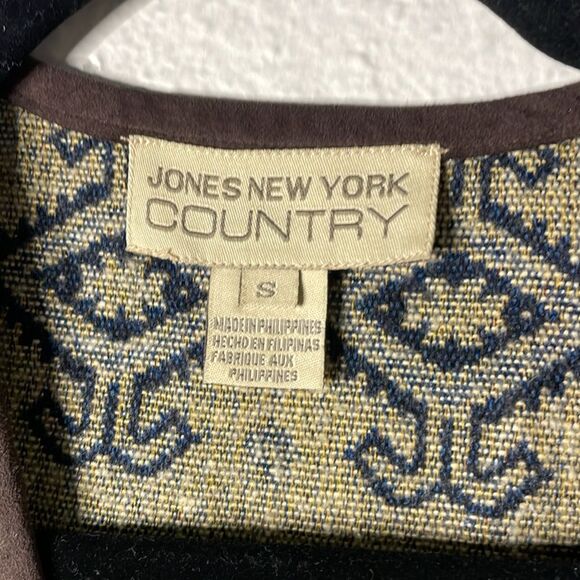 JONES NEW YORK
COUNTRY
S
MADE IN PHILIPPINES
HECHO EN FILIPINAS
FABRIQUE AUX
PHILIPPINES